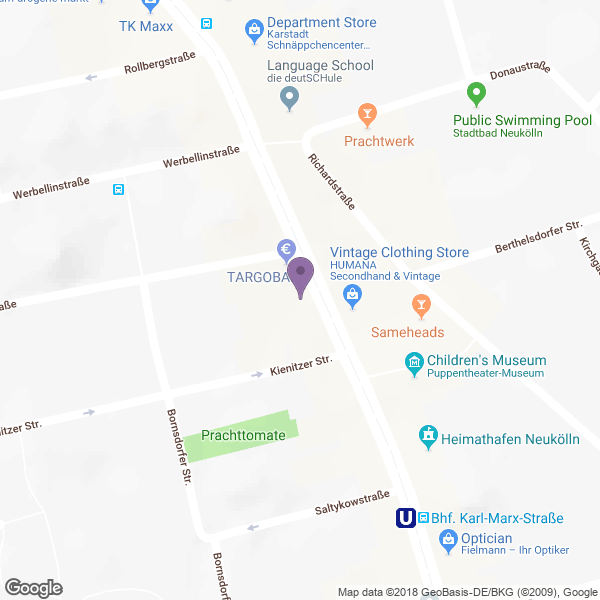 TK Maxx
Department Store
Karstadt
Schnäppchencenter...
Rollbergstraße
Language School
die deutSCHule
Donaustraße
Public Swimming Pool
Stadtbad Neukölln
Prachtwerk
Werbellinstraße
Werbellinstraße
Richardstraße
Berthelsdorfer Str.
Vintage Clothing Store
HUMANA
Secondhand & Vintage
€
Sameheads
Kienitzer Str.
Children's Museum
Puppentheater-Museum
Bornsdorfer Str.
Prachttomate
Heimathafen Neukölln
Saltykowstraße
U
Bhf. Karl-Marx-Straße
Optician
Fielmann – Ihr Optiker
Google
Map data ©2018 GeoBasis-DE/BKG (©2009), Google